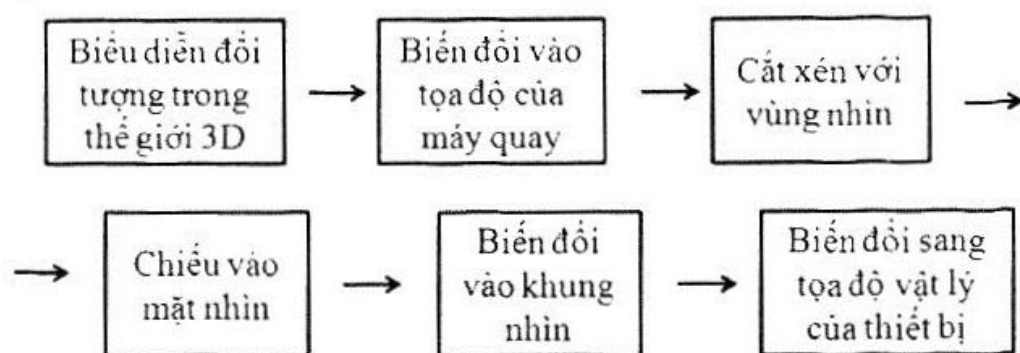 Biểu diễn đối
tượng trong
thế giới 3D
Biến đổi vào
tọa độ của
máy quay
Cắt xén với
vùng nhìn
Chiếu vào
mặt nhìn
Biến đổi
vào khung
nhìn
Biến đổi sang
tọa độ vật lý
của thiết bị